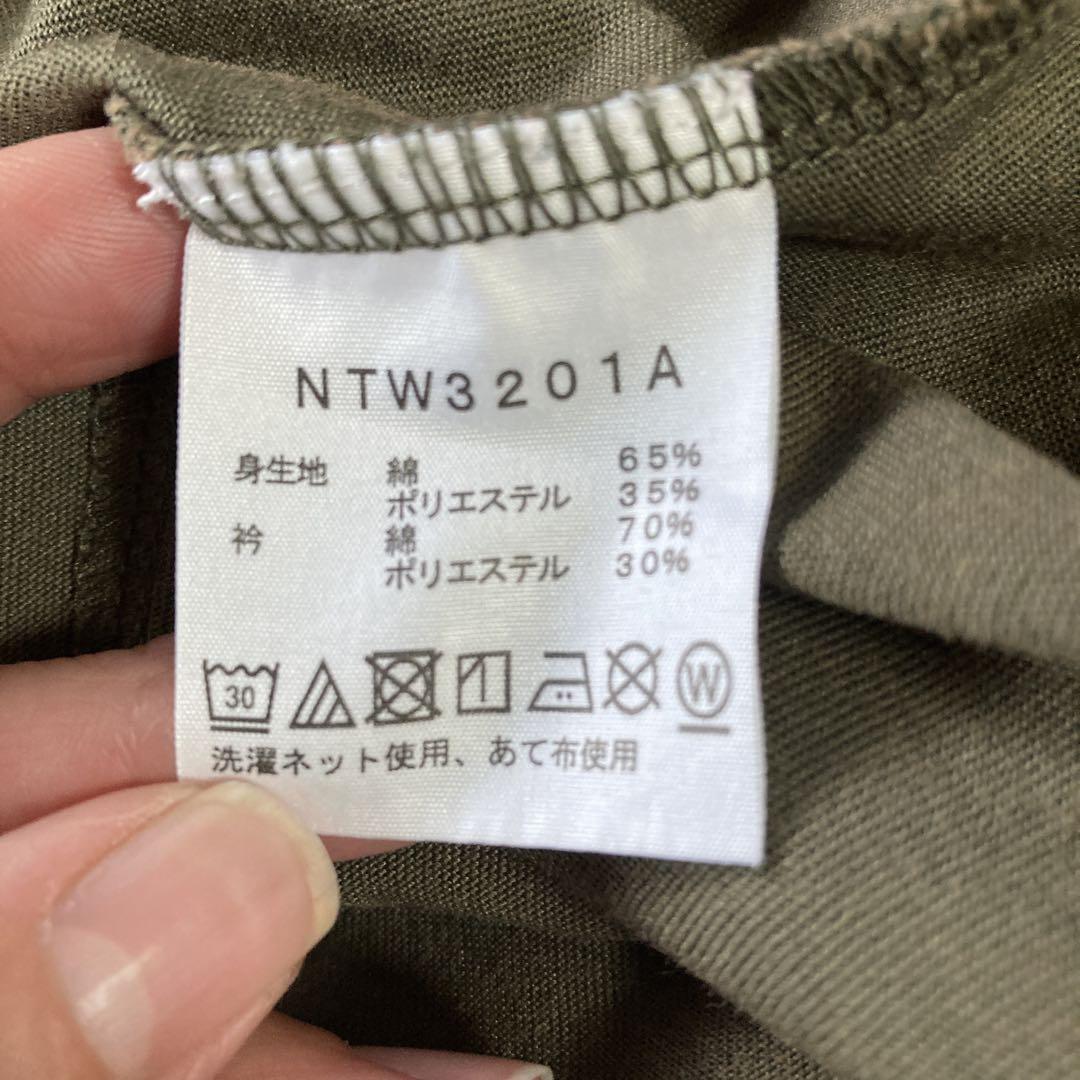 NTW3201A
身生地 綿 65%
ポリエステル 35%
衿 綿 70%
ポリエステル 30%
30 W
洗濯ネット使用、あて布使用